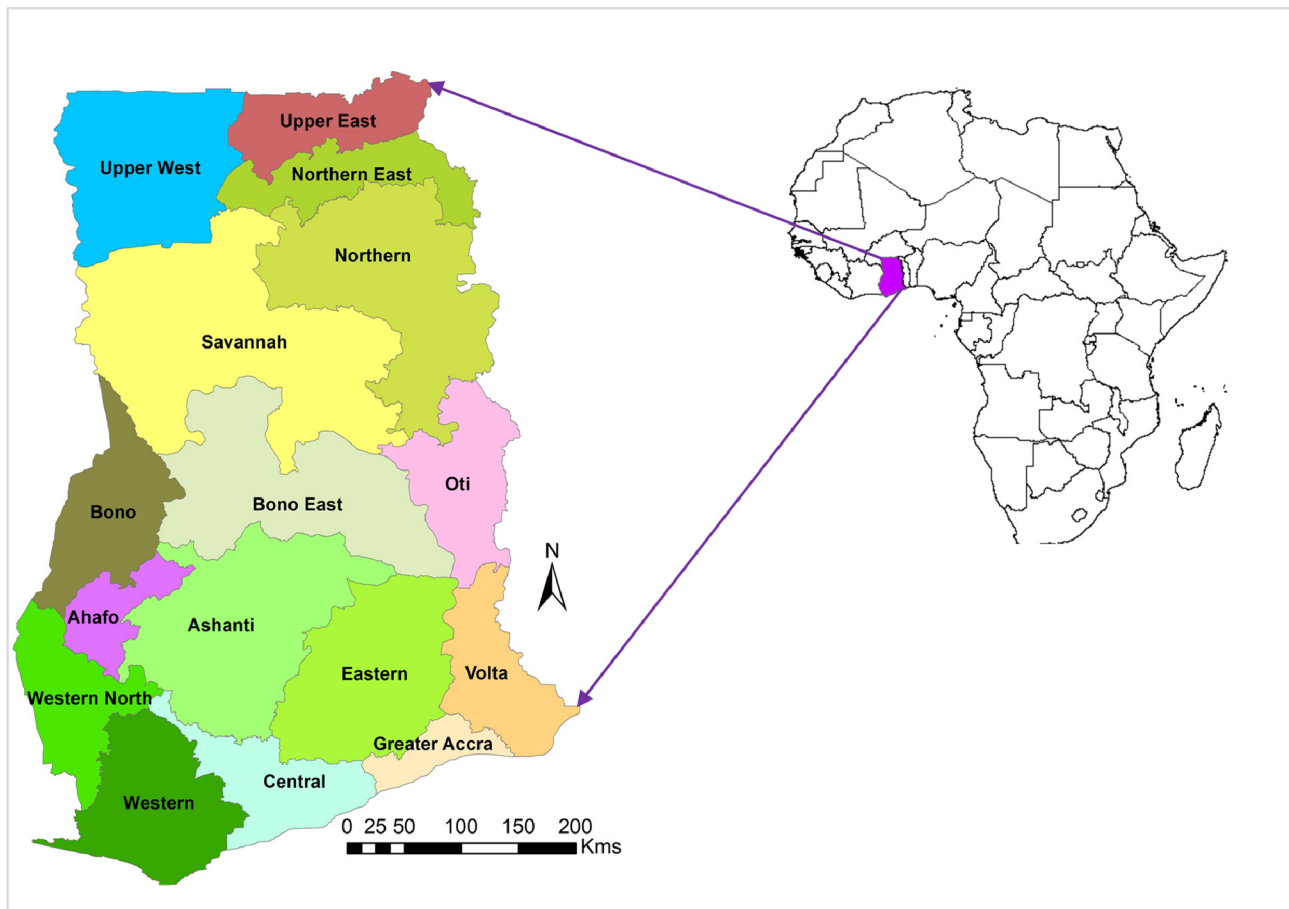 Upper East
Upper West
Northern East
Northern
Savannah
Oti
Bono East
Bono
N
Ahafo
Ashanti
Eastern
Volta
Western North
Greater Accra
Central
Western
0 25 50 100 150 200
Kms